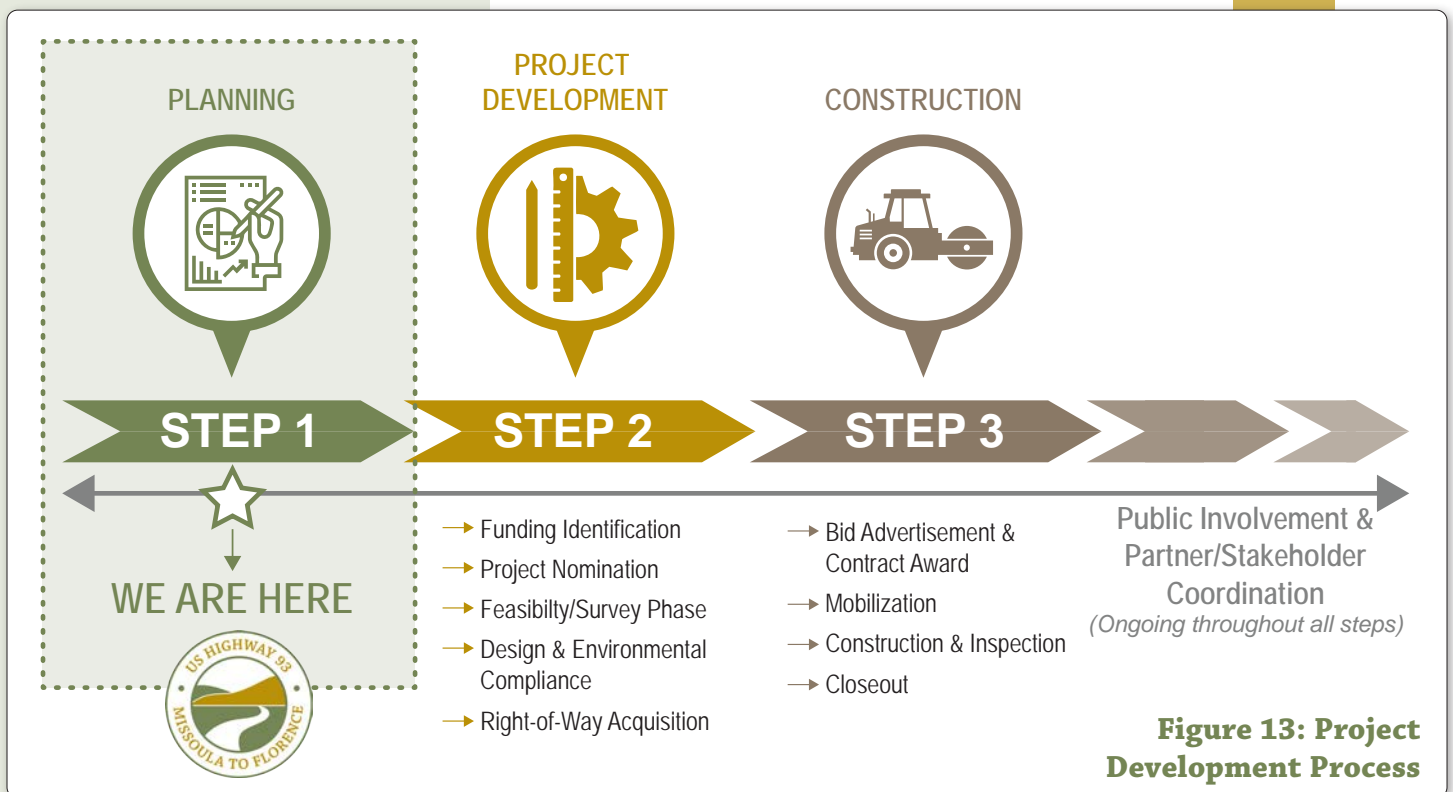 PLANNING
PROJECT
DEVELOPMENT
CONSTRUCTION
STEP 1
STEP 2
STEP 3
WE ARE HERE
US HIGHWAY 93
MISSOULA TO FLORENCE
Funding Identification
Project Nomination
Feasibilty/Survey Phase
Design & Environmental
Compliance
Right-of-Way Acquisition
Bid Advertisement &
Contract Award
Mobilization
Construction & Inspection
Closeout
Public Involvement &
Partner/Stakeholder
Coordination
(Ongoing throughout all steps)
Figure 13: Project
Development Process